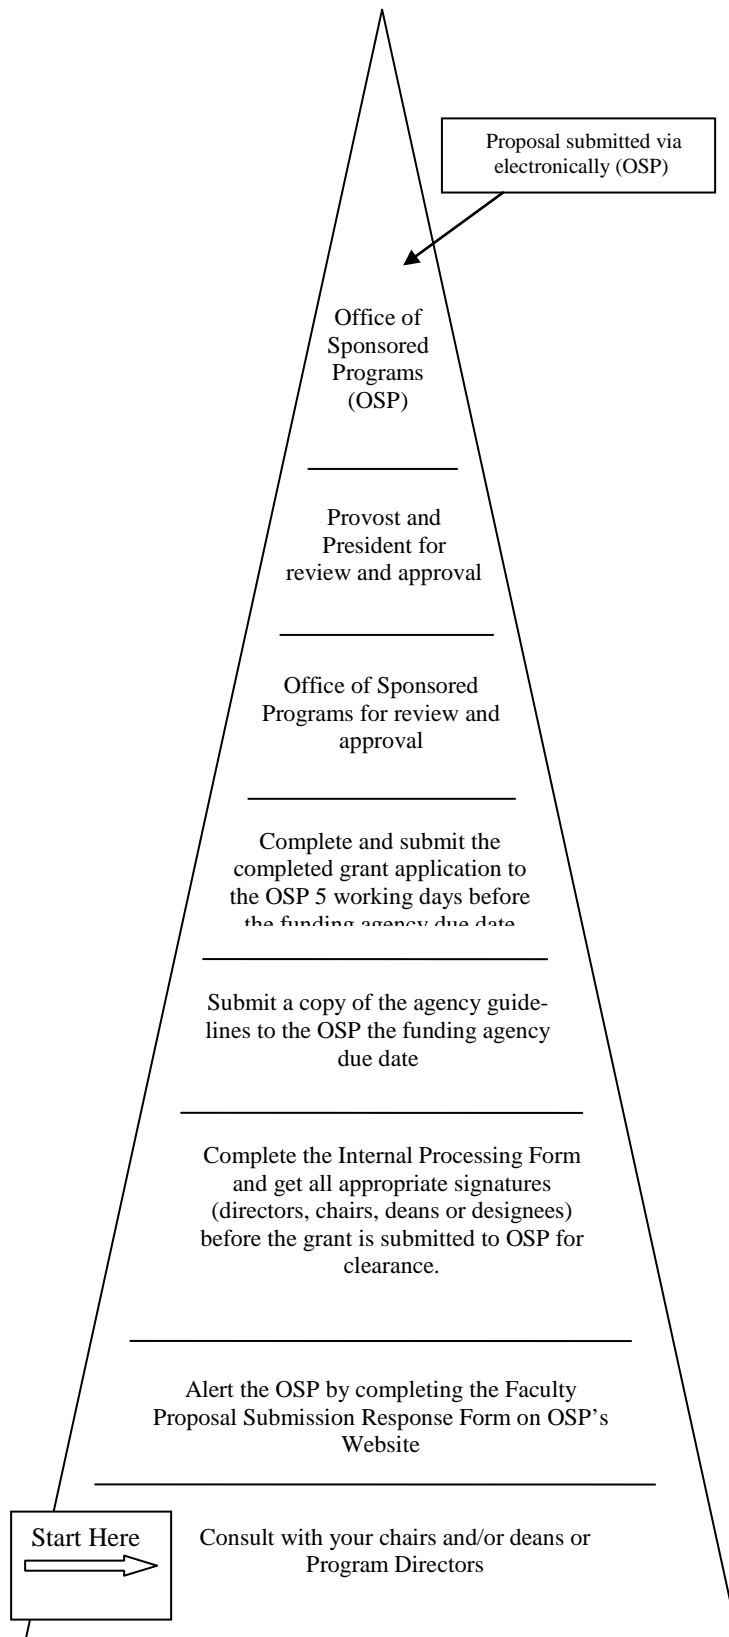 Proposal submitted via
electronically (OSP)
Office of
Sponsored
Programs
(OSP)
Provost and
President for
review and approval
Office of Sponsored
Programs for review and
approval
Complete and submit the
completed grant application to
the OSP 5 working days before
the funding agency due date
Submit a copy of the agency guide-
lines to the OSP the funding agency
due date
Complete the Internal Processing Form
and get all appropriate signatures
(directors, chairs, deans or designees)
before the grant is submitted to OSP for
clearance.
Alert the OSP by completing the Faculty
Proposal Submission Response Form on OSP’s
Website
Start Here
Consult with your chairs and/or deans or
Program Directors